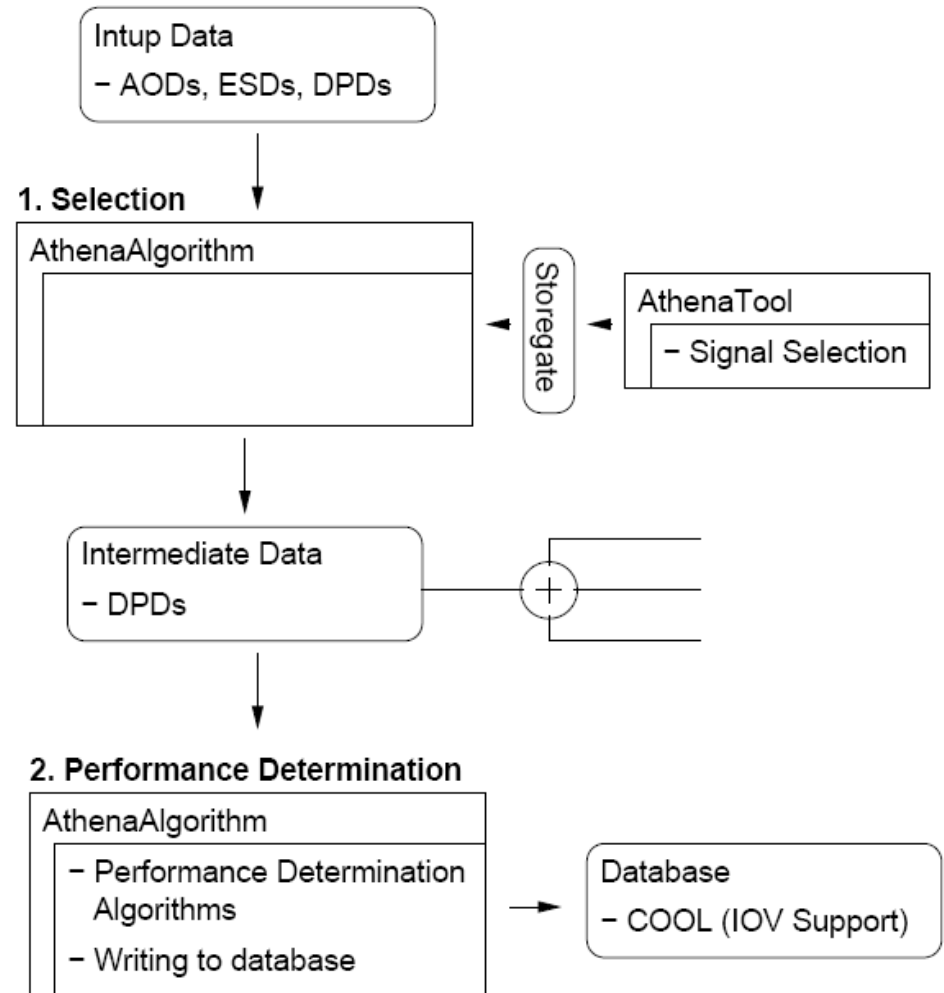 Intup Data
− AODs, ESDs, DPDs
1. Selection
AthenaAlgorithm
Storegate
AthenaTool
− Signal Selection
Intermediate Data
− DPDs
2. Performance Determination
AthenaAlgorithm
− Performance Determination
Algorithms
− Writing to database
Database
− COOL (IOV Support)